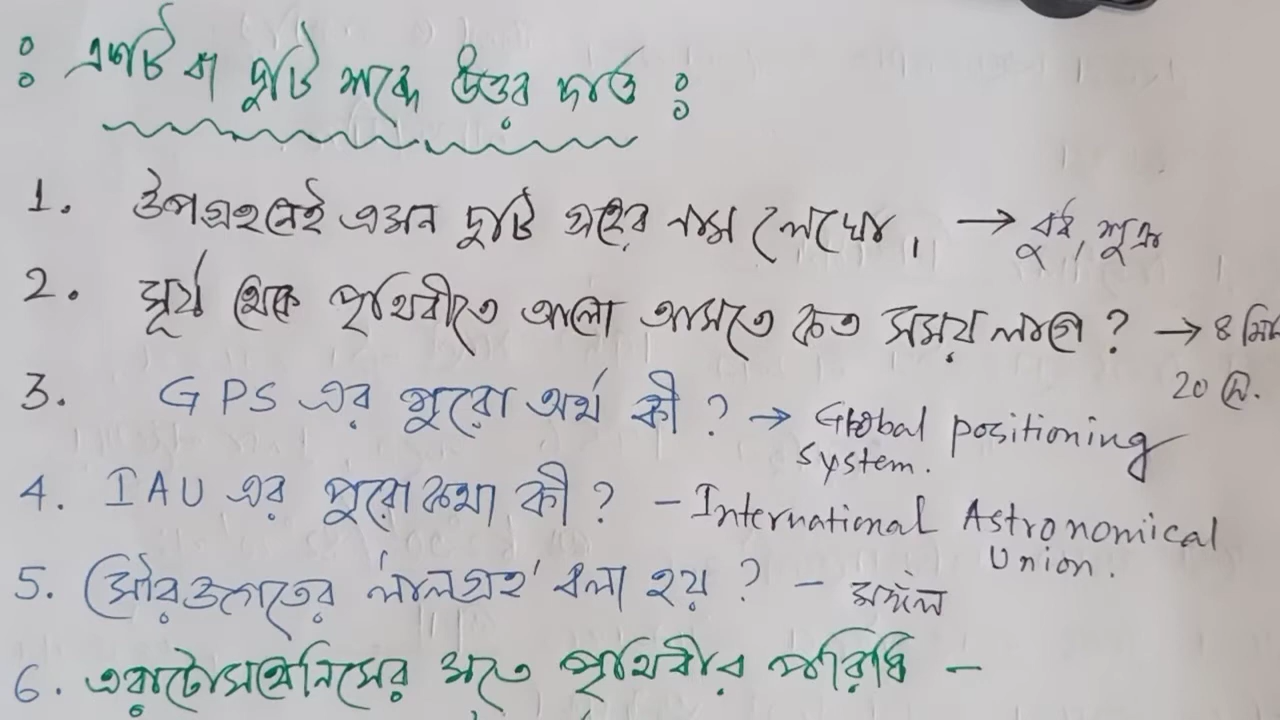 ঃ একটি বা দুটি শব্দে উত্তর দাও ঃ
1. উপগ্রহ নেই এমন দুটি গ্রহের নাম লেখো। → বুধ, শুক্র
2. সূর্য থেকে পৃথিবীতে আলো আসতে কত সময় লাগে? → 8 মি
20 সে.
3. GPS এর পুরো অর্থ কী? → Global positioning
system.
4. IAU এর পুরো কথা কী? - International Astronomical
Union.
5. সৌরজগতের 'লালগ্রহ' বলা হয়? - মঙ্গল
6. এরাটোসথেনিসের মতে পৃথিবীর পরিধি -